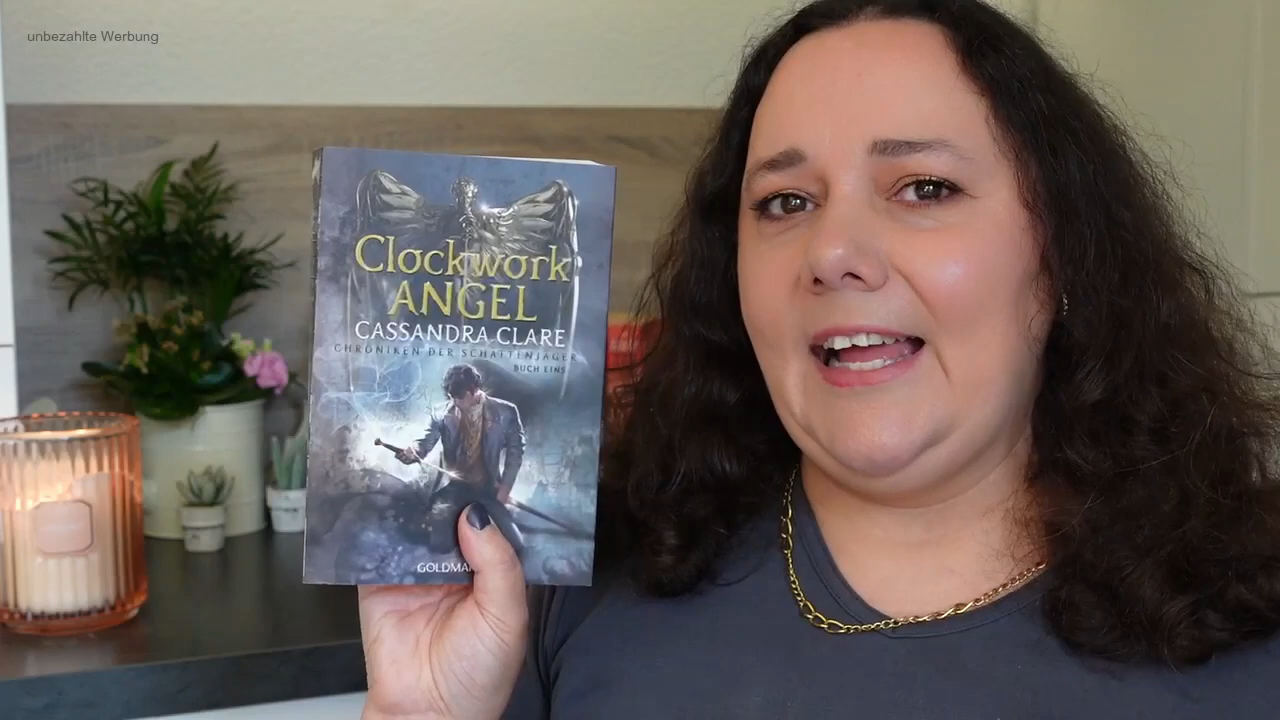 unbezahlte Werbung
Clockwork
ANGEL
CASSANDRA CLARE
CHRONIKEN DER SCHATTENJÄGER
BUCH EINS